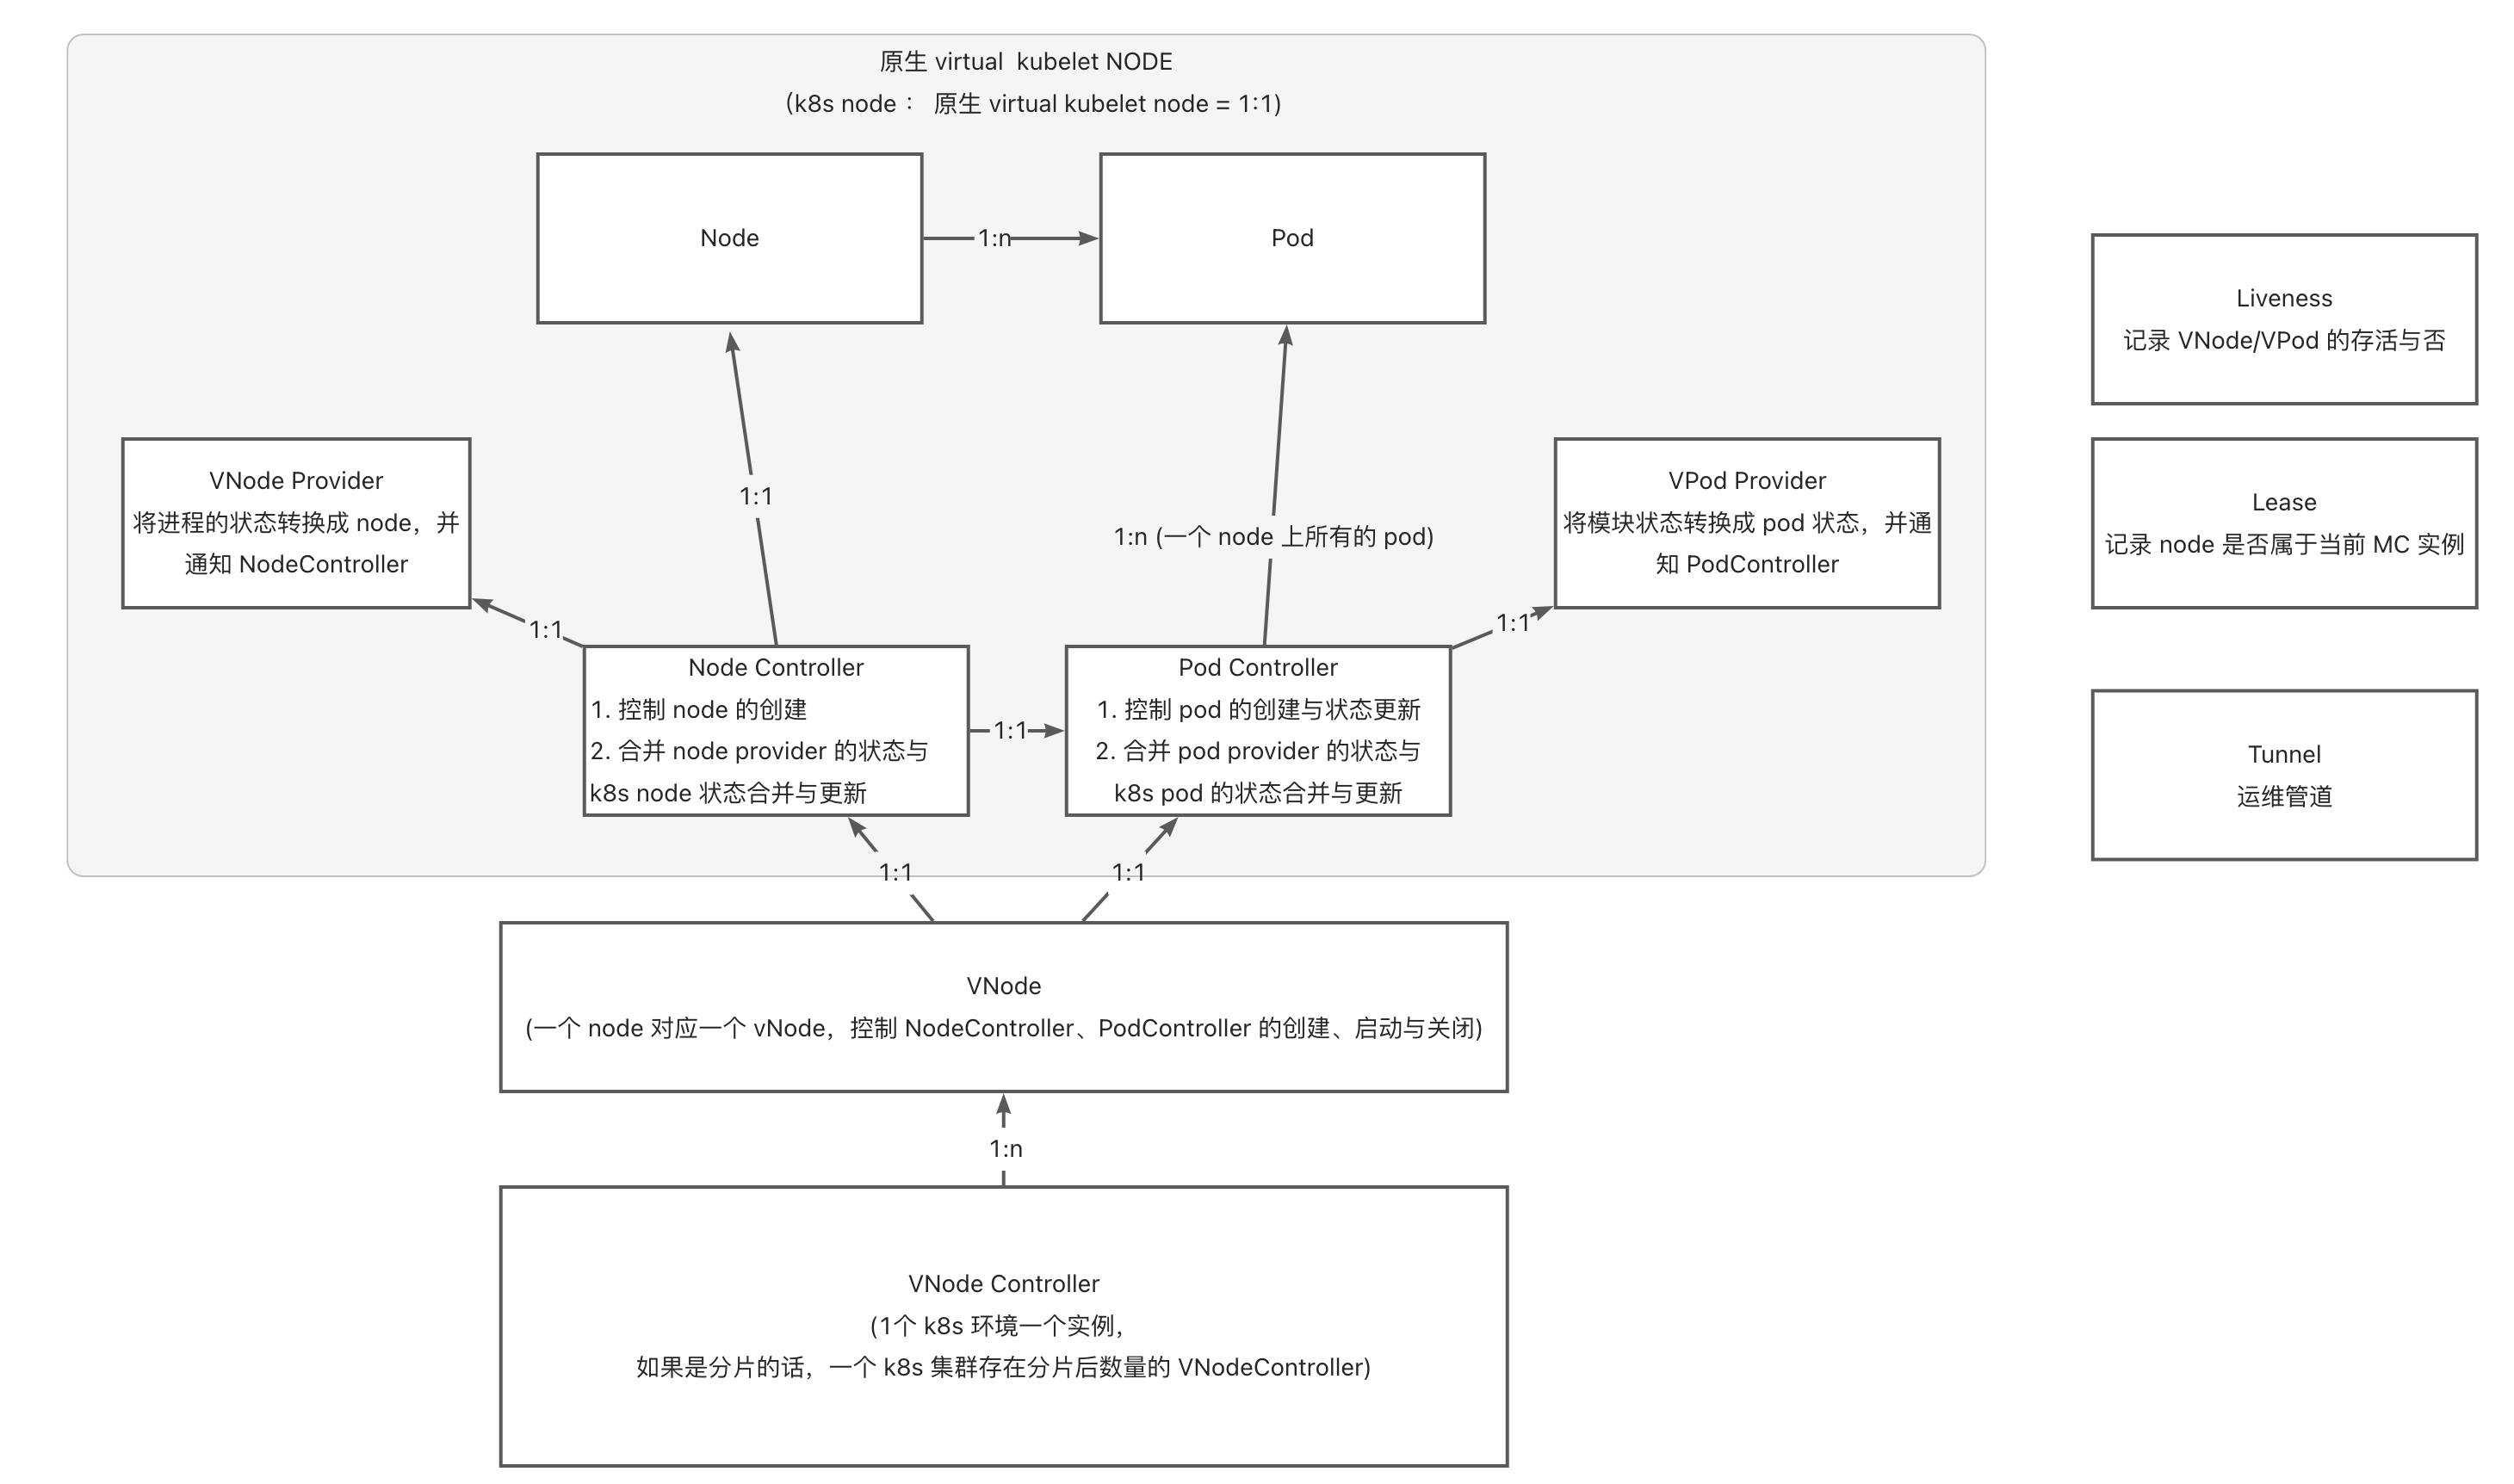 原生 virtual  kubelet NODE
(k8s node： 原生 virtual kubelet node = 1:1)
Node
1:n
Pod
Liveness
记录 VNode/VPod 的存活与否
VNode Provider
将进程的状态转换成 node，并
通知 NodeController
1:1
1:n (一个 node 上所有的 pod)
VPod Provider
将模块状态转换成 pod 状态，并通
知 PodController
Lease
记录 node 是否属于当前 MC 实例
1:1
1:1
Node Controller
1. 控制 node 的创建
2. 合并 node provider 的状态与
k8s node 状态合并与更新
1:1
Pod Controller
1. 控制 pod 的创建与状态更新
2. 合并 pod provider 的状态与
k8s pod 的状态合并与更新
Tunnel
运维管道
1:1
1:1
VNode
(一个 node 对应一个 vNode，控制 NodeController、PodController 的创建、启动与关闭)
1:n
VNode Controller
(1个 k8s 环境一个实例，
如果是分片的话，一个 k8s 集群存在分片后数量的 VNodeController)